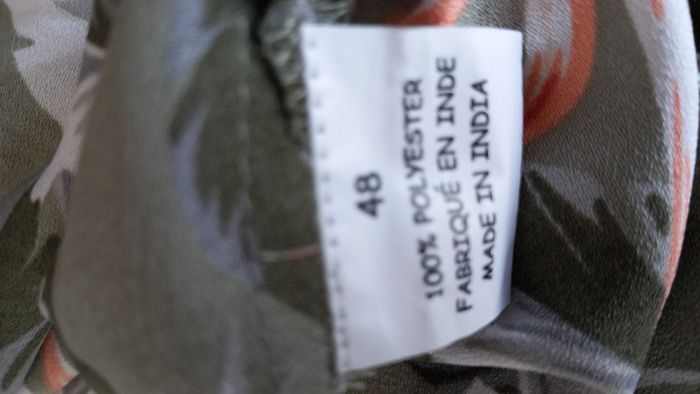 48
100% POLYESTER
FABRIQUÉ EN INDE
MADE IN INDIA